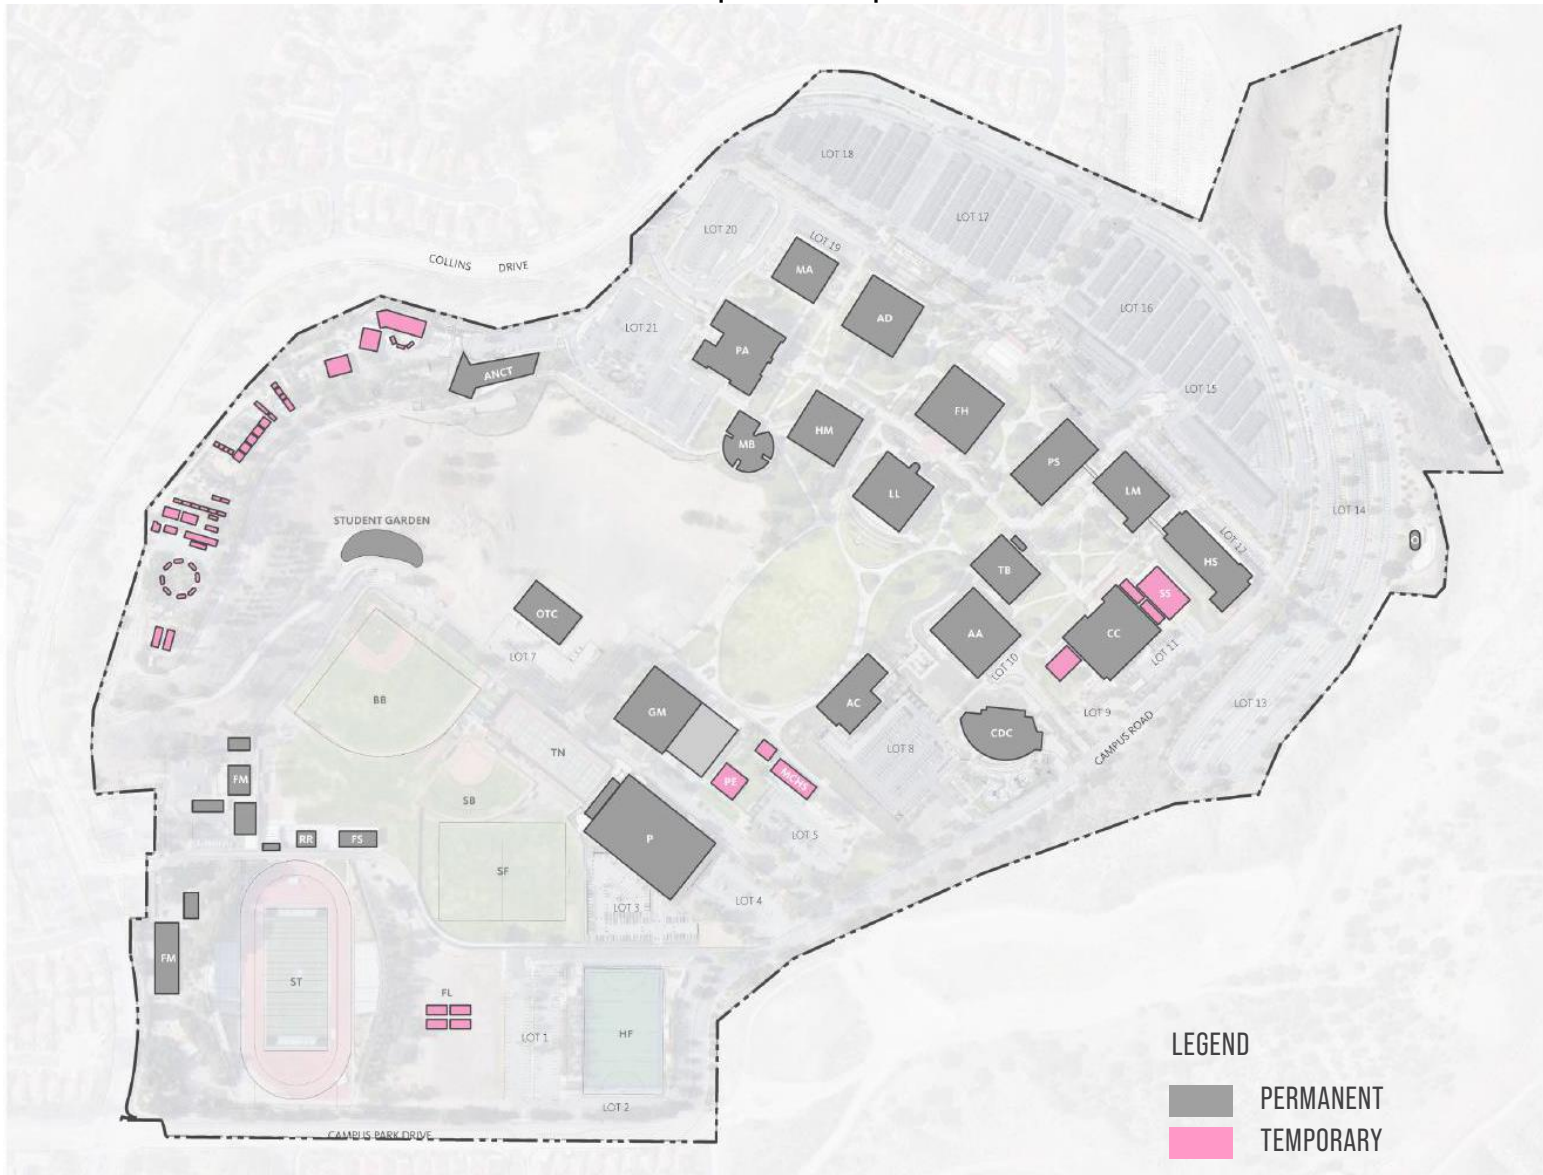 LOT 18
LOT 17
LOT 20
LOT 19
COLLINS DRIVE
MA
LOT 16
AD
LOT 21
PA
ANCT
LOT 15
FH
HM
MB
PS
LL
LM
LOT 14
STUDENT GARDEN
LOT 12
HS
TB
SS
OTC
AA
CC
LOT 7
LOT 11
LOT 10
BB
AC
LOT 13
GM
LOT 9
CDC
CAMPUS ROAD
TN
LOT 8
FM
PE
MCHS
SB
RR
FS
P
LOT 5
SF
LOT 4
LOT 3
FM
ST
FL
LOT 1
HF
LEGEND
PERMANENT
LOT 2
CAMPUS PARK DRIVE
TEMPORARY